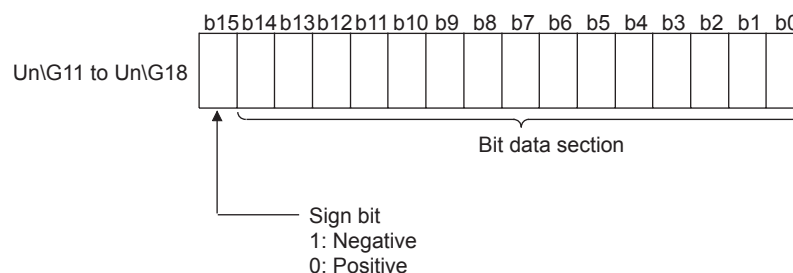 b15 b14 b13 b12 b11 b10 b9 b8 b7 b6 b5 b4 b3 b2 b1 b0
Un\G11 to Un\G18
Bit data section
Sign bit
1: Negative
0: Positive